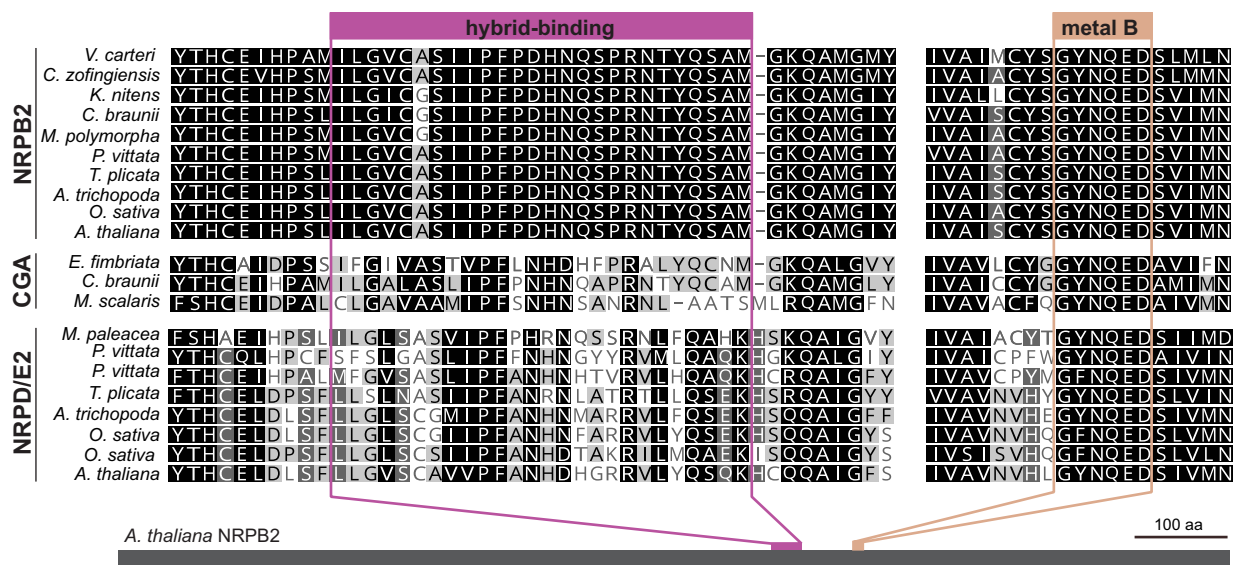 hybrid-binding metal B
NRPB2
V. carteri YTHCEIHPAMILGVCASIIPFPDHNQSPRNTYQSAM-GKQAMGMY IVAIMCYSGYNQEDSLMLN
C. zofingiensis YTHCEVHPSMILGVCASIIPFPDHNQSPRNTYQSAM-GKQAMGMY IVAIACYSGYNQEDSLMMN
K. nitens YTHCEIHPSMILGICGSIIPFPDHNQSPRNTYQSAM-GKQAMGIY IVALLCYSGYNQEDSVIMN
C. braunii YTHCEIHPSMILGICGSIIPFPDHNQSPRNTYQSAM-GKQAMGIY VVAISCYSGYNQEDSVIMN
M. polymorpha YTHCEIHPSMILGVCGSIIPFPDHNQSPRNTYQSAM-GKQAMGIY IVAIACYSGYNQEDSVIMN
P. vittata YTHCEIHPSMILGVCASIIPFPDHNQSPRNTYQSAM-GKQAMGIY VVAIACYSGYNQEDSVIMN
T. plicata YTHCEIHPSLILGVCASIIPFPDHNQSPRNTYQSAM-GKQAMGIY IVAISCYSGYNQEDSVIMN
A. trichopoda YTHCEIHPSLILGVCASIIPFPDHNQSPRNTYQSAM-GKQAMGIY IVAISCYSGYNQEDSVIMN
O. sativa YTHCEIHPSLILGVCASIIPFPDHNQSPRNTYQSAM-GKQAMGIY IVAIACYSGYNQEDSVIMN
A. thaliana YTHCEIHPSLILGVCASIIPFPDHNQSPRNTYQSAM-GKQAMGIY IVAISCYSGYNQEDSVIMN
CGA
E. fimbriata YTHCAIDPSSIFGIVASTVPFLNHDHFPRALYQCNM-GKQALGVY IVAVLCYGGYNQEDAVIFN
C. braunii YTHCEIHPAMILGALASLIPFPNHNQAPRNTYQCAM-GKQAMGLY IVAVCCYGGYNQEDAMIMN
M. scalaris FSHCEIDPALCLGAVAAMIPFSNHNSANRNL-AATSMLRQAMGFN IVAVACFQGYNQEDAIVMN
NRPD/E2
M. paleacea FSHAEIHPSLILGLSASVIPFPHRNQSSRNLFQAHKHSKQAIGVY IVAIACYTGYNQEDSIIMD
P. vittata YTHCQLHPCFSFSLGASLIPFFNHNGYYRVMLQAQKHGKQALGIY IVAICPFWGYNQEDAIVIN
P. vittata FTHCEIHPALMFGVSASLIPFANHNHTVRVLHQAQKHCRQAIGFY IVAVCPYMGFNQEDSIVMN
T. plicata FTHCELDPSFLLSLNASIIPFANRNLATRTLLQSEKHSRQAIGYY VVAVNVHYGYNQEDSLVIN
A. trichopoda YTHCELDLSFLLGLSCGMIPFANHNMARRVLFQSEKHSQQAIGFF IVAVNVHEGYNQEDSIVMN
O. sativa YTHCELDLSFLLGLSCGIIPFANHNFARRVLYQSEKHSQQAIGYS IVAVNVHQGFNQEDSLVMN
O. sativa YTHCELDPSFLLGLSCSIIPFANHDTAKRILMQAEKISQQAIGYS IVSISVHQGFNQEDSLVLN
A. thaliana YTHCELDLSFLLGVSCAVVPFANHDHGRRVLYQSQKHCQQAIGFS IVAVNVHLGFNQEDSIVMN
A. thaliana NRPB2 100 aa